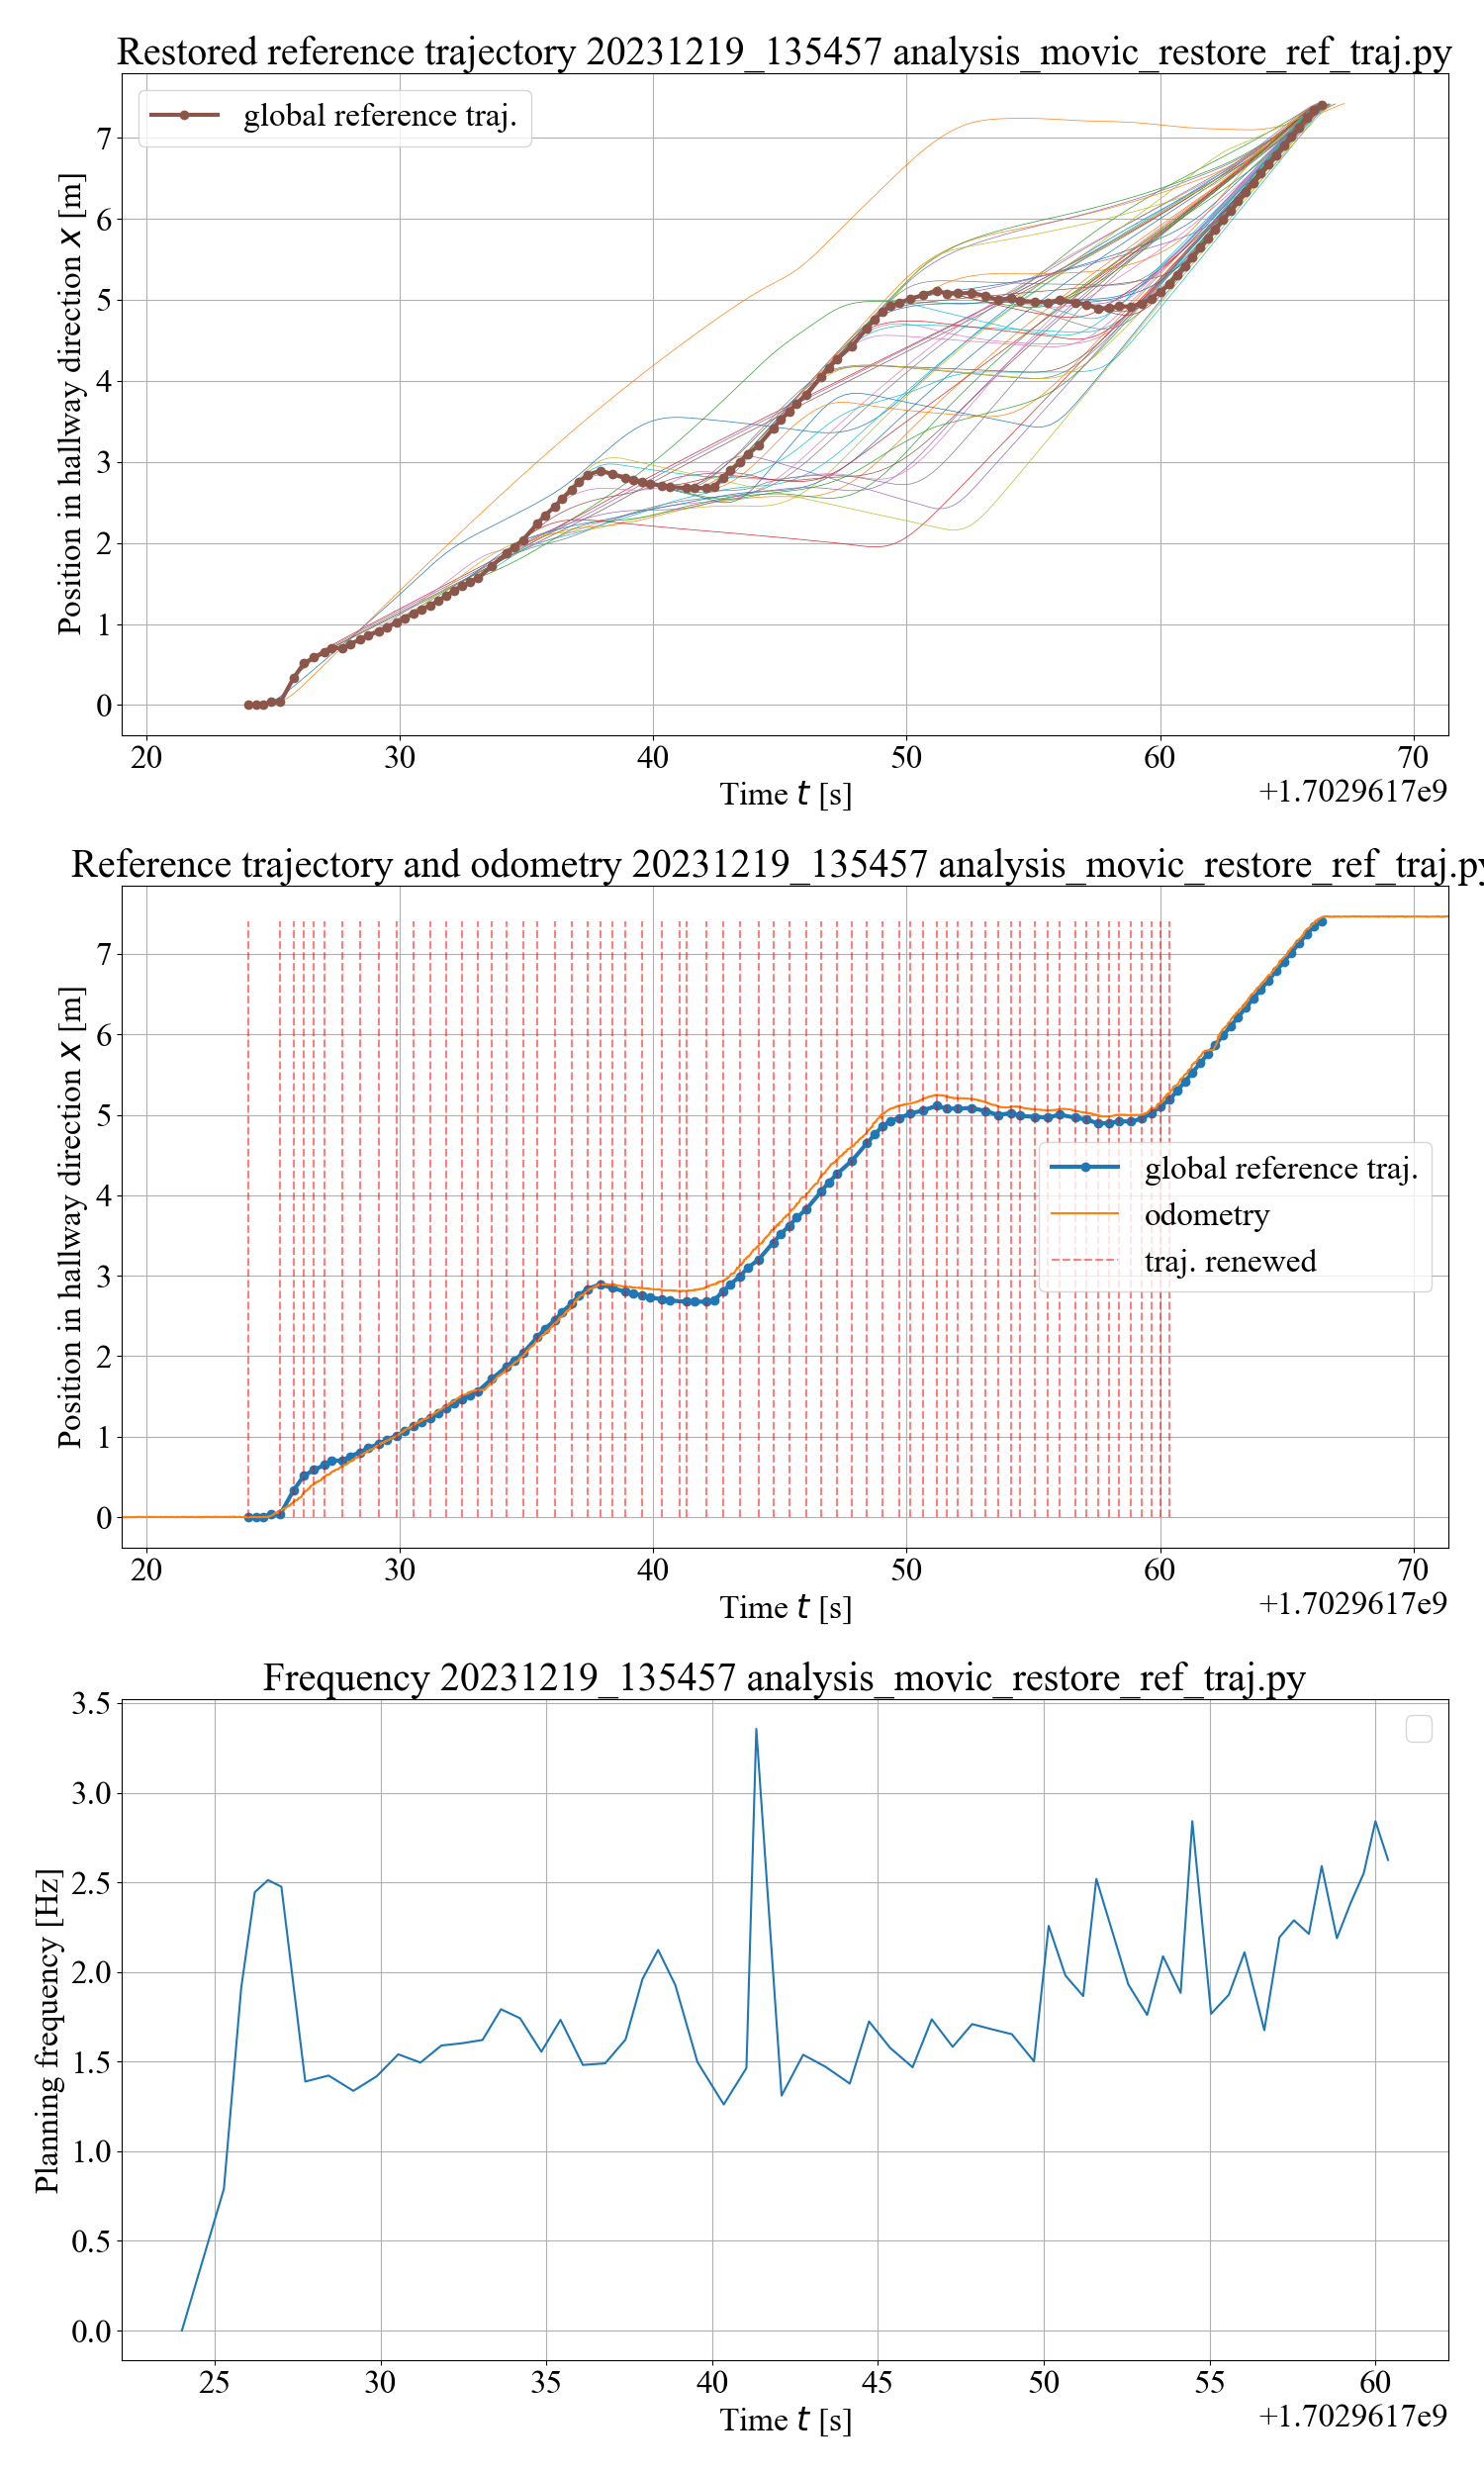 Restored reference trajectory 20231219_135457 analysis_movic_restore_ref_traj.py
global reference traj.
Position in hallway direction x [m]
7
6
5
4
3
2
1
0
20 30 40 50 60 70
Time t [s]
+1.7029617e9
Reference trajectory and odometry 20231219_135457 analysis_movic_restore_ref_traj.py
Position in hallway direction x [m]
7
6
5
4
3
2
1
0
global reference traj.
odometry
traj. renewed
20 30 40 50 60 70
Time t [s]
+1.7029617e9
Frequency 20231219_135457 analysis_movic_restore_ref_traj.py
Planning frequency [Hz]
3.5
3.0
2.5
2.0
1.5
1.0
0.5
0.0
25 30 35 40 45 50 55 60
Time t [s]
+1.7029617e9